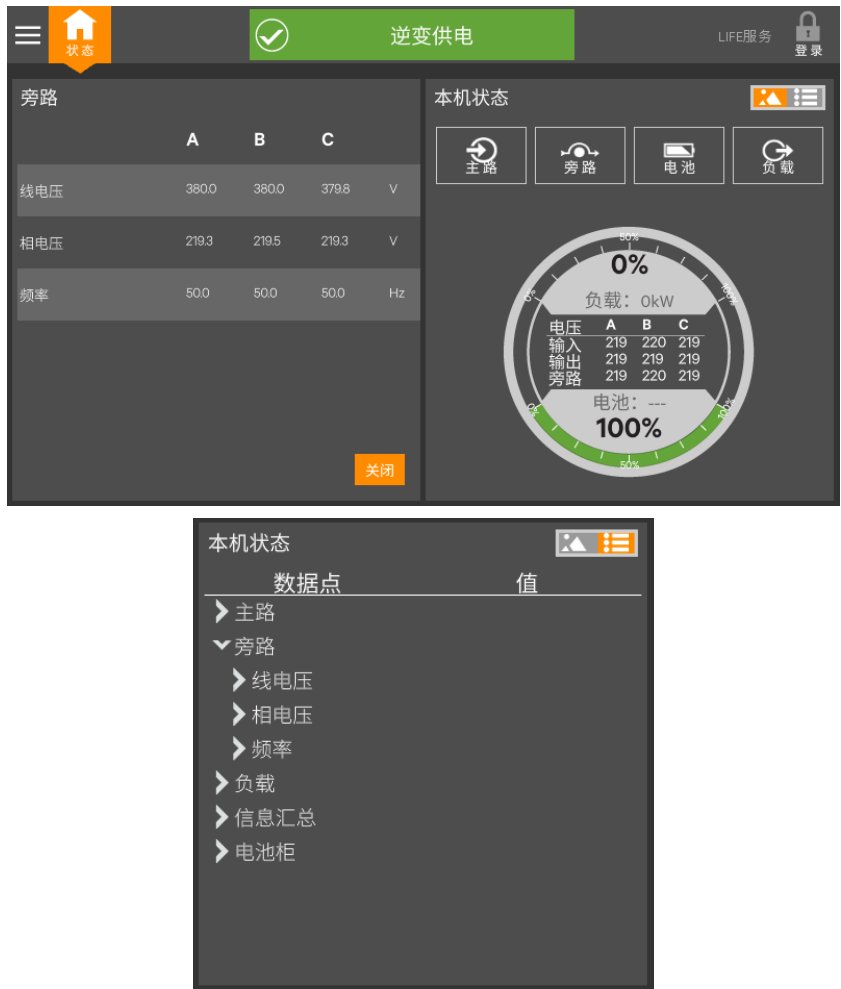 状态
逆变供电
LIFE服务
登录
旁路
A B C
线电压 380.0 380.0 379.8 V
相电压 219.3 219.5 219.3 V
频率 50.0 50.0 50.0 Hz
关闭
本机状态
主路 旁路 电池 负载
50%
0%
0% 100%
负载：0kW
电压 A B C
输入 219 220 219
输出 219 219 219
旁路 219 220 219
电池：---
0% 100%
100%
50%
本机状态
数据点 值
主路
旁路
线电压
相电压
频率
负载
信息汇总
电池柜